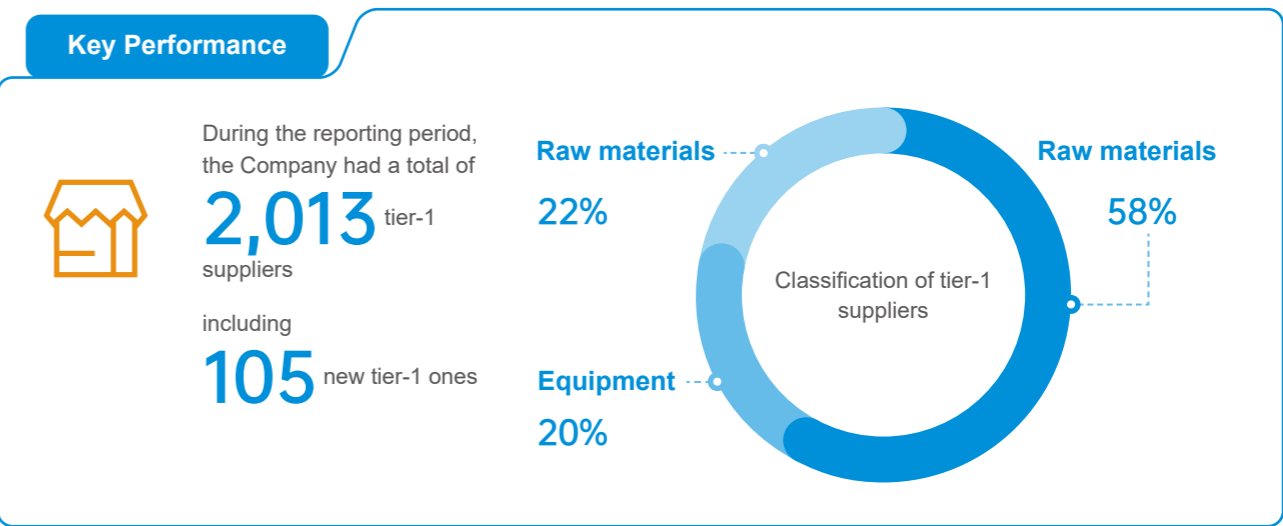 Key Performance
During the reporting period,
the Company had a total of
2,013 tier-1
suppliers
including
105 new tier-1 ones
Raw materials
22%
Equipment
20%
Classification of tier-1
suppliers
Raw materials
58%